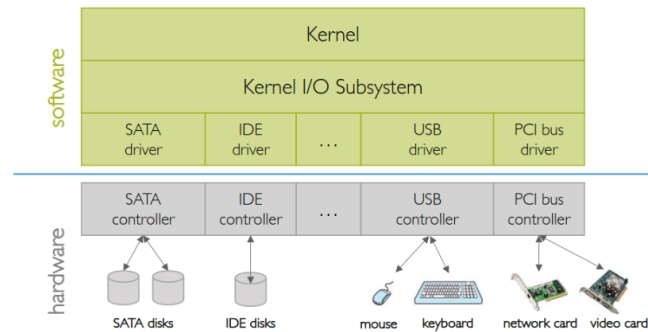 software
Kernel
Kernel I/O Subsystem
SATA
driver
IDE
driver
...
USB
driver
PCI bus
driver
hardware
SATA
controller
IDE
controller
...
USB
controller
PCI bus
controller
SATA disks
IDE disks
mouse
keyboard
network card
video card